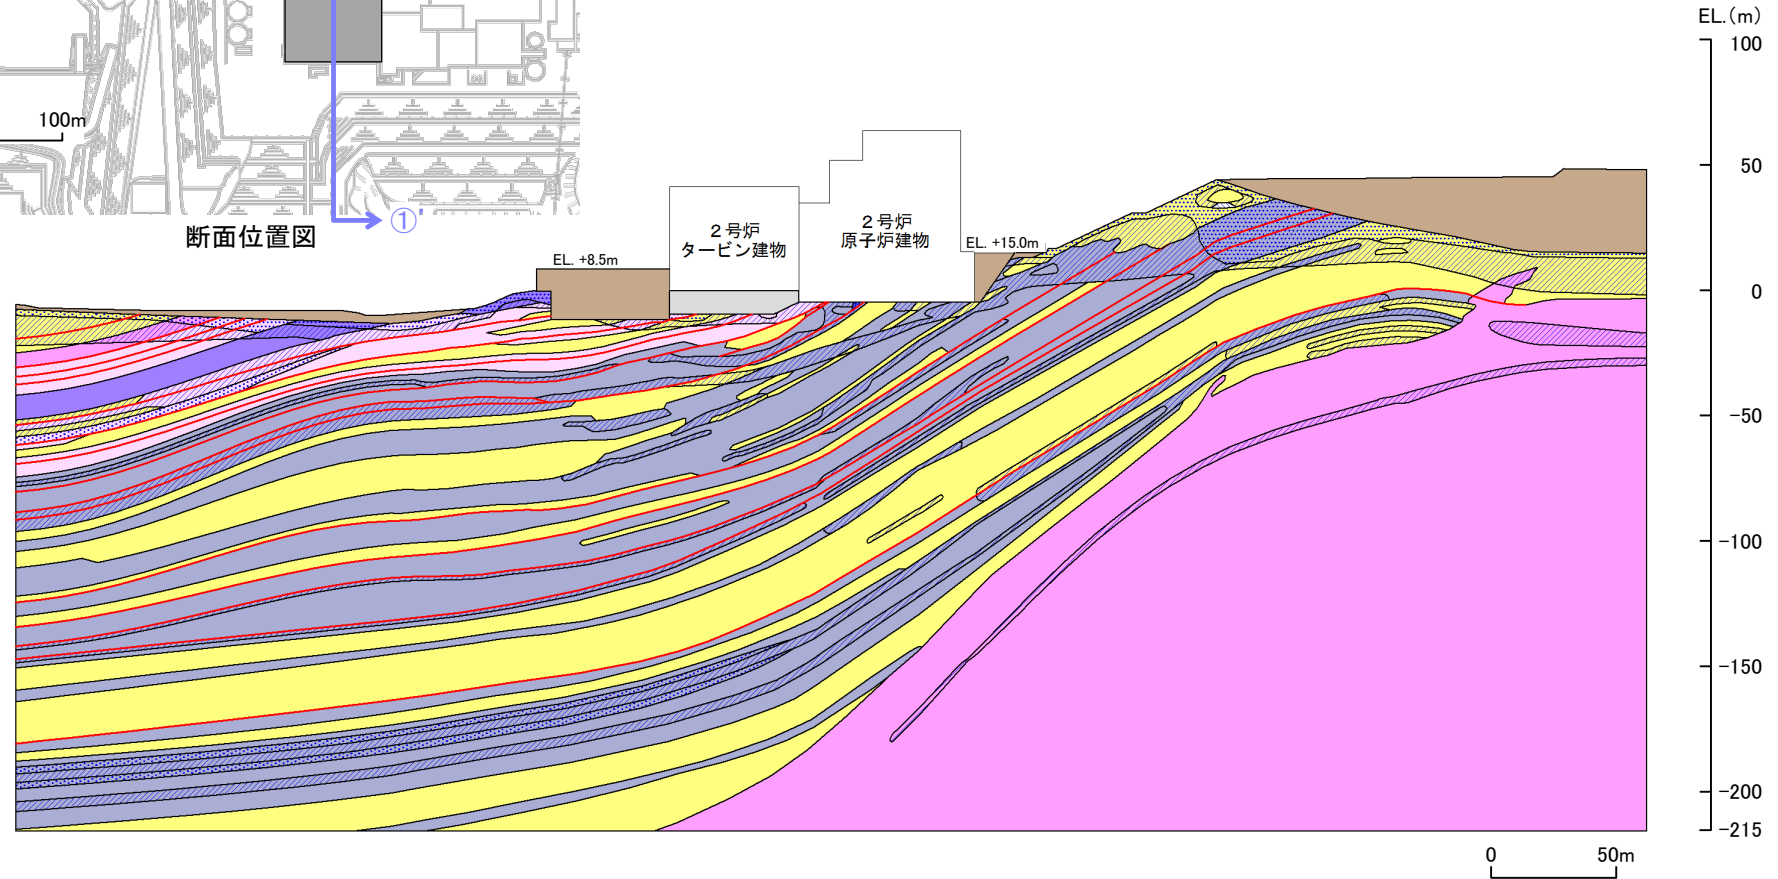 100m
①'
断面位置図
EL.(m)
100
50
0
-50
-100
-150
-200
-215
2号炉
タービン建物
2号炉
原子炉建物
EL. +8.5m
EL. +15.0m
0 50m